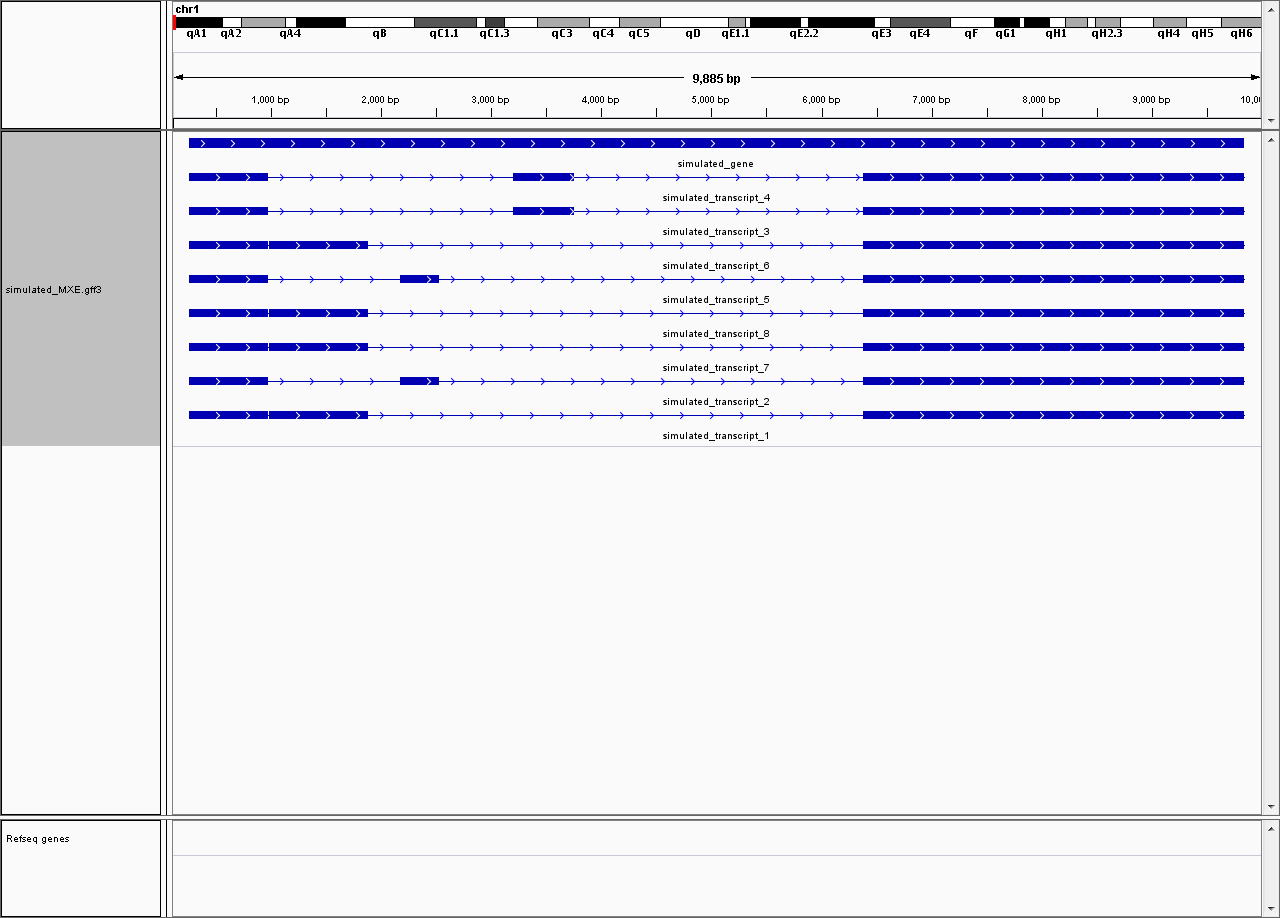 chr1
qA1 qA2 qA4 qB qC1.1 qC1.3 qC3 qC4 qC5 qD qE1.1 qE2.2 qE3 qE4 qF qG1 qH1 qH2.3 qH4 qH5 qH6
9,885 bp
1,000 bp 2,000 bp 3,000 bp 4,000 bp 5,000 bp 6,000 bp 7,000 bp 8,000 bp 9,000 bp 10,0
simulated_gene
simulated_transcript_4
simulated_transcript_3
simulated_transcript_6
simulated_MXE.gff3
simulated_transcript_5
simulated_transcript_8
simulated_transcript_7
simulated_transcript_2
simulated_transcript_1
Refseq genes